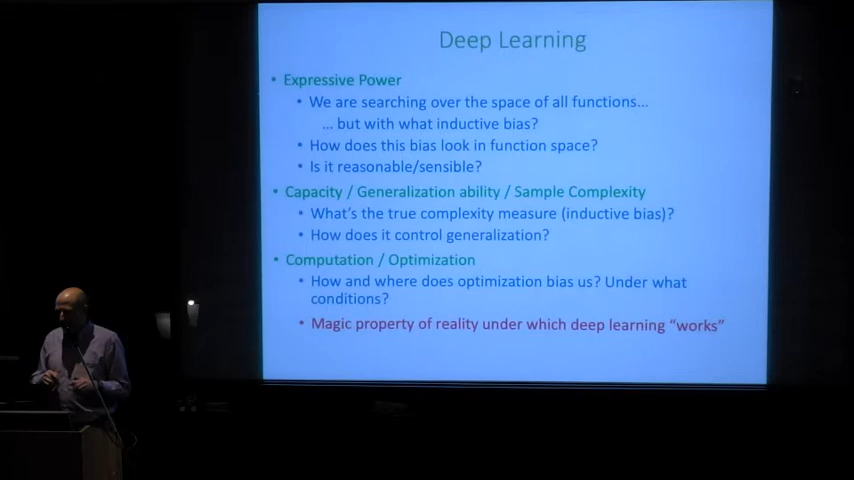 Deep Learning
• Expressive Power
• We are searching over the space of all functions...
... but with what inductive bias?
• How does this bias look in function space?
• Is it reasonable/sensible?
• Capacity / Generalization ability / Sample Complexity
• What's the true complexity measure (inductive bias)?
• How does it control generalization?
• Computation / Optimization
• How and where does optimization bias us? Under what
conditions?
• Magic property of reality under which deep learning “works”